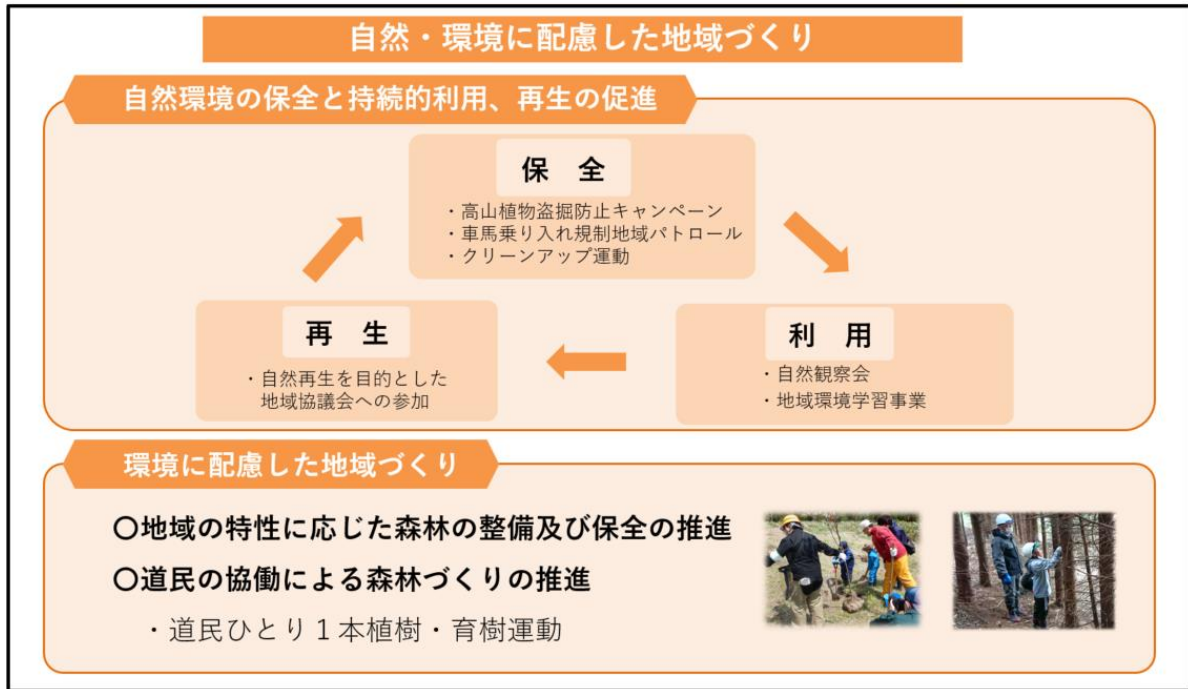 自然・環境に配慮した地域づくり
自然環境の保全と持続的利用、再生の促進
保 全
・高山植物盗掘防止キャンペーン
・車馬乗り入れ規制地域パトロール
・クリーンアップ運動
再 生
・自然再生を目的とした
地域協議会への参加
利 用
・自然観察会
・地域環境学習事業
環境に配慮した地域づくり
〇地域の特性に応じた森林の整備及び保全の推進
〇道民の協働による森林づくりの推進
・道民ひとり１本植樹・育樹運動